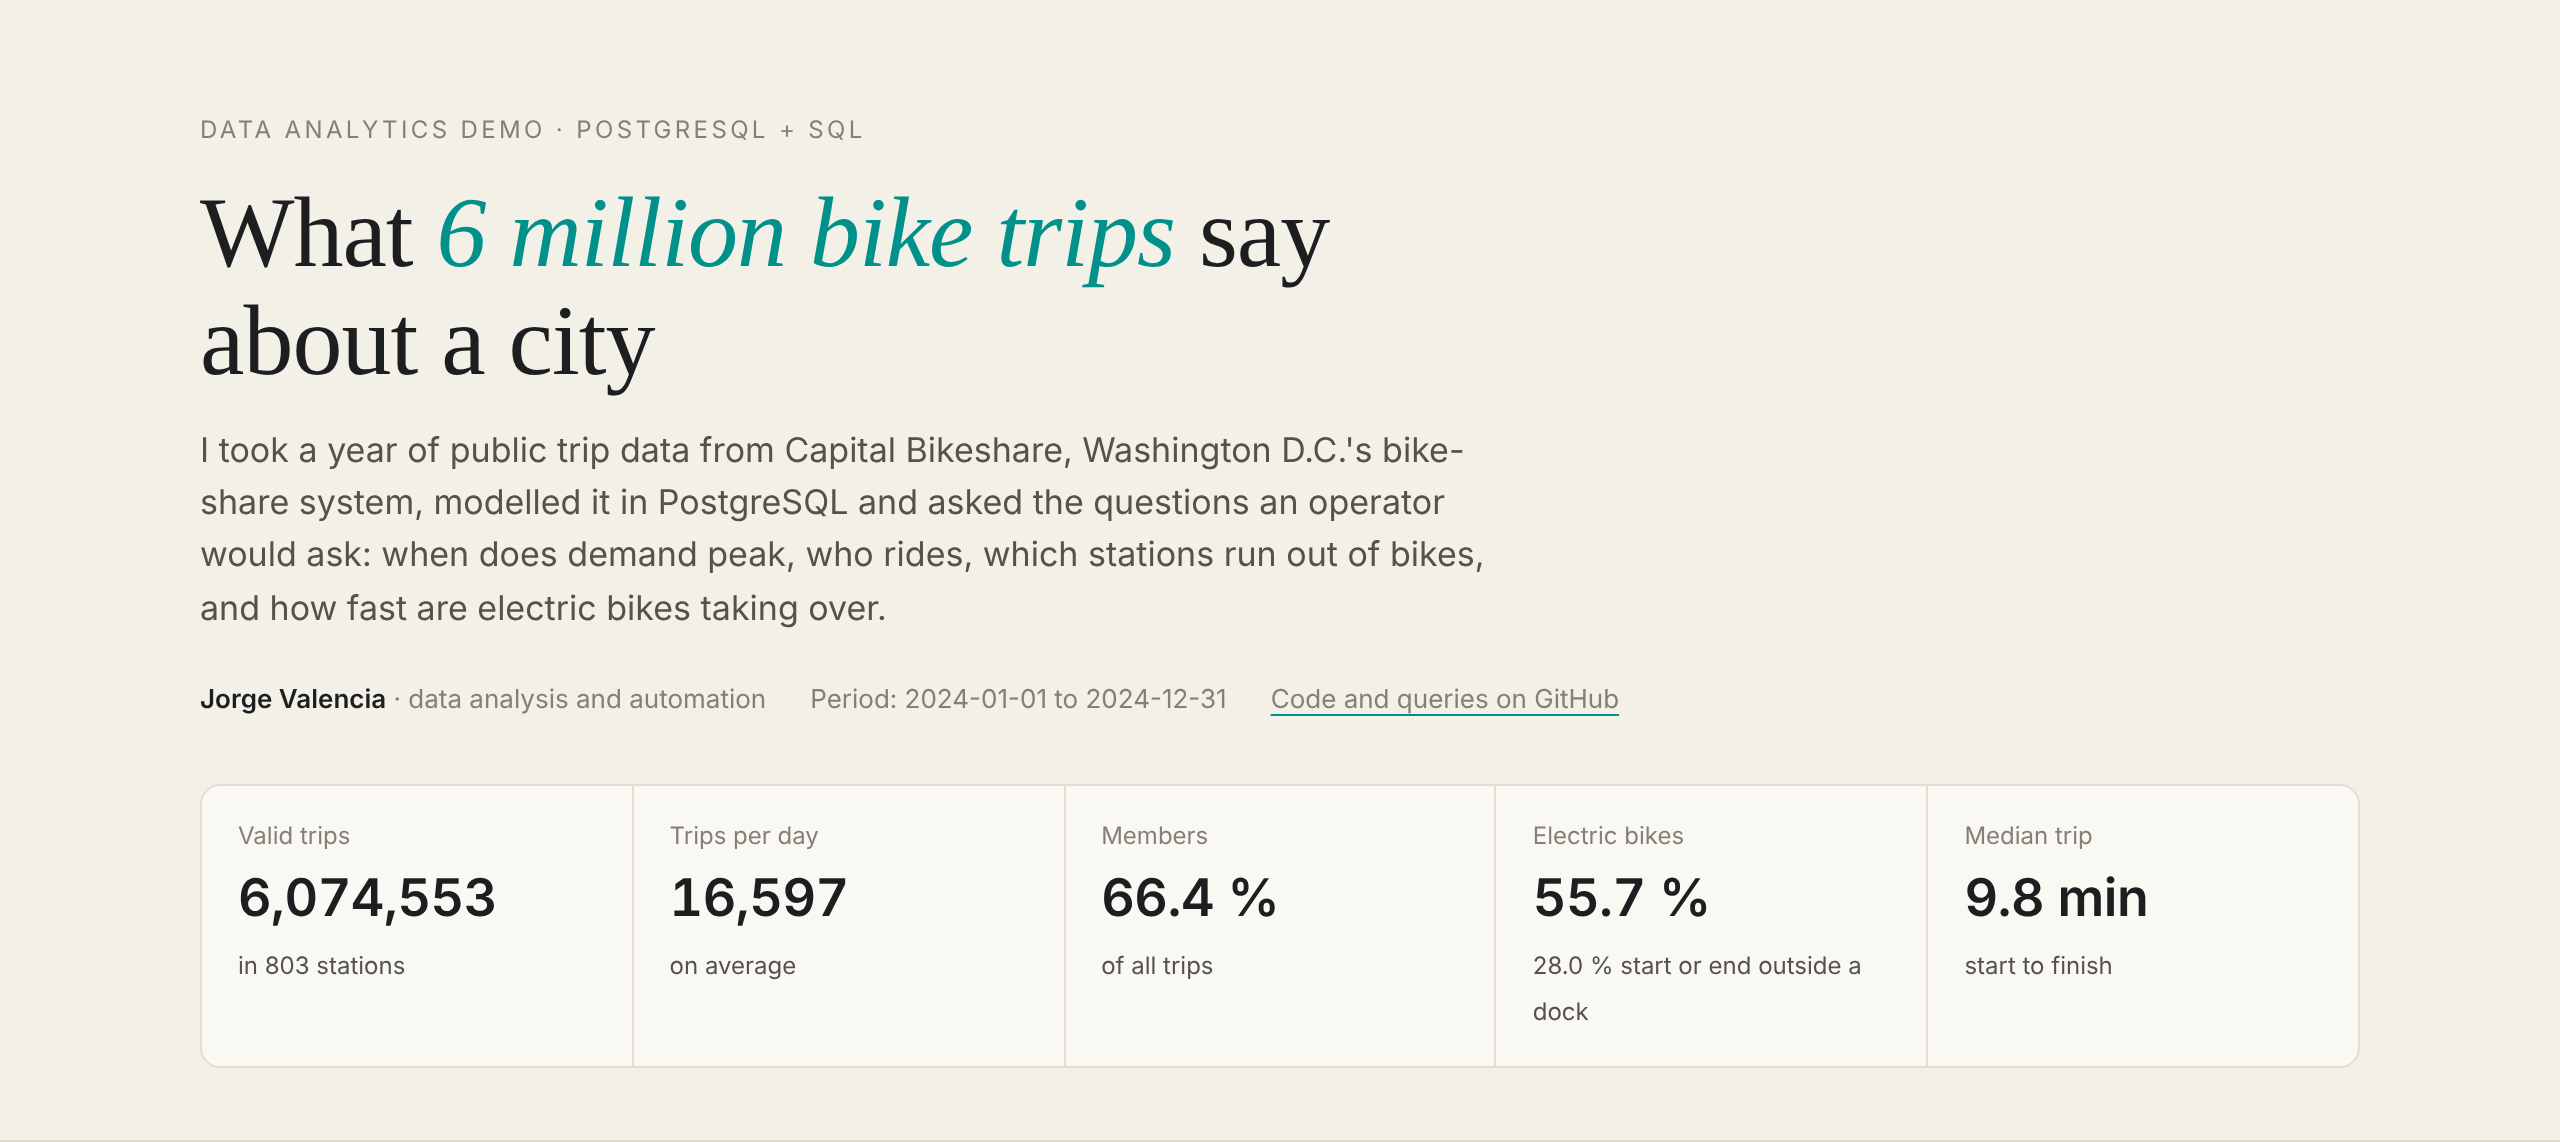 DATA ANALYTICS DEMO · POSTGRESQL + SQL
What 6 million bike trips say
about a city
I took a year of public trip data from Capital Bikeshare, Washington D.C.'s bike-
share system, modelled it in PostgreSQL and asked the questions an operator
would ask: when does demand peak, who rides, which stations run out of bikes,
and how fast are electric bikes taking over.
Jorge Valencia · data analysis and automation Period: 2024-01-01 to 2024-12-31 Code and queries on GitHub
Valid trips
6,074,553
in 803 stations
Trips per day
16,597
on average
Members
66.4 %
of all trips
Electric bikes
55.7 %
28.0 % start or end outside a
dock
Median trip
9.8 min
start to finish